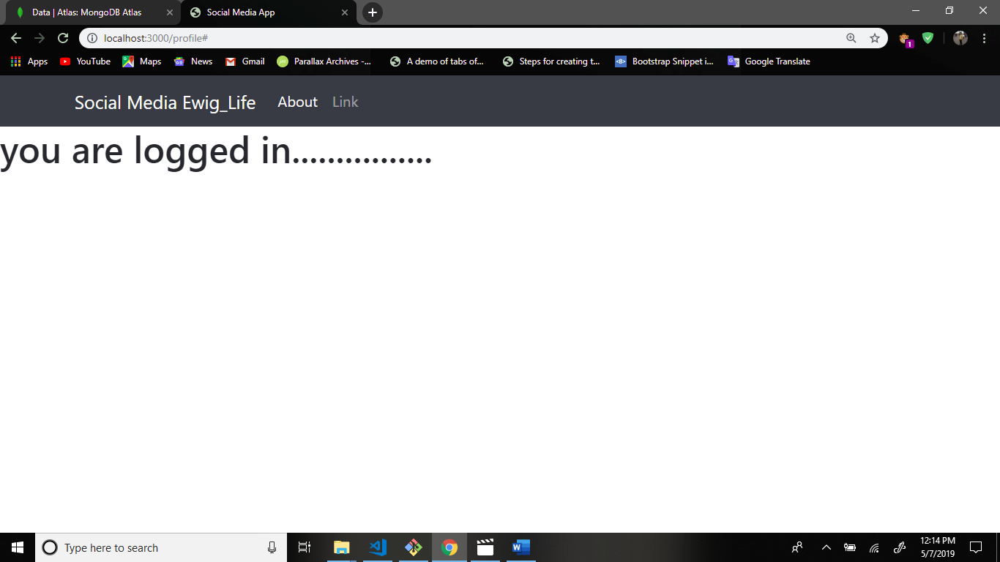 Data | Atlas: MongoDB Atlas
Social Media App
localhost:3000/profile#
1
Apps
YouTube
Maps
News
Gmail
Parallax Archives -...
A demo of tabs of...
Steps for creating t...
Bootstrap Snippet i...
Google Translate
Social Media Ewig_Life About Link
you are logged in................
Type here to search
12:14 PM
5/7/2019